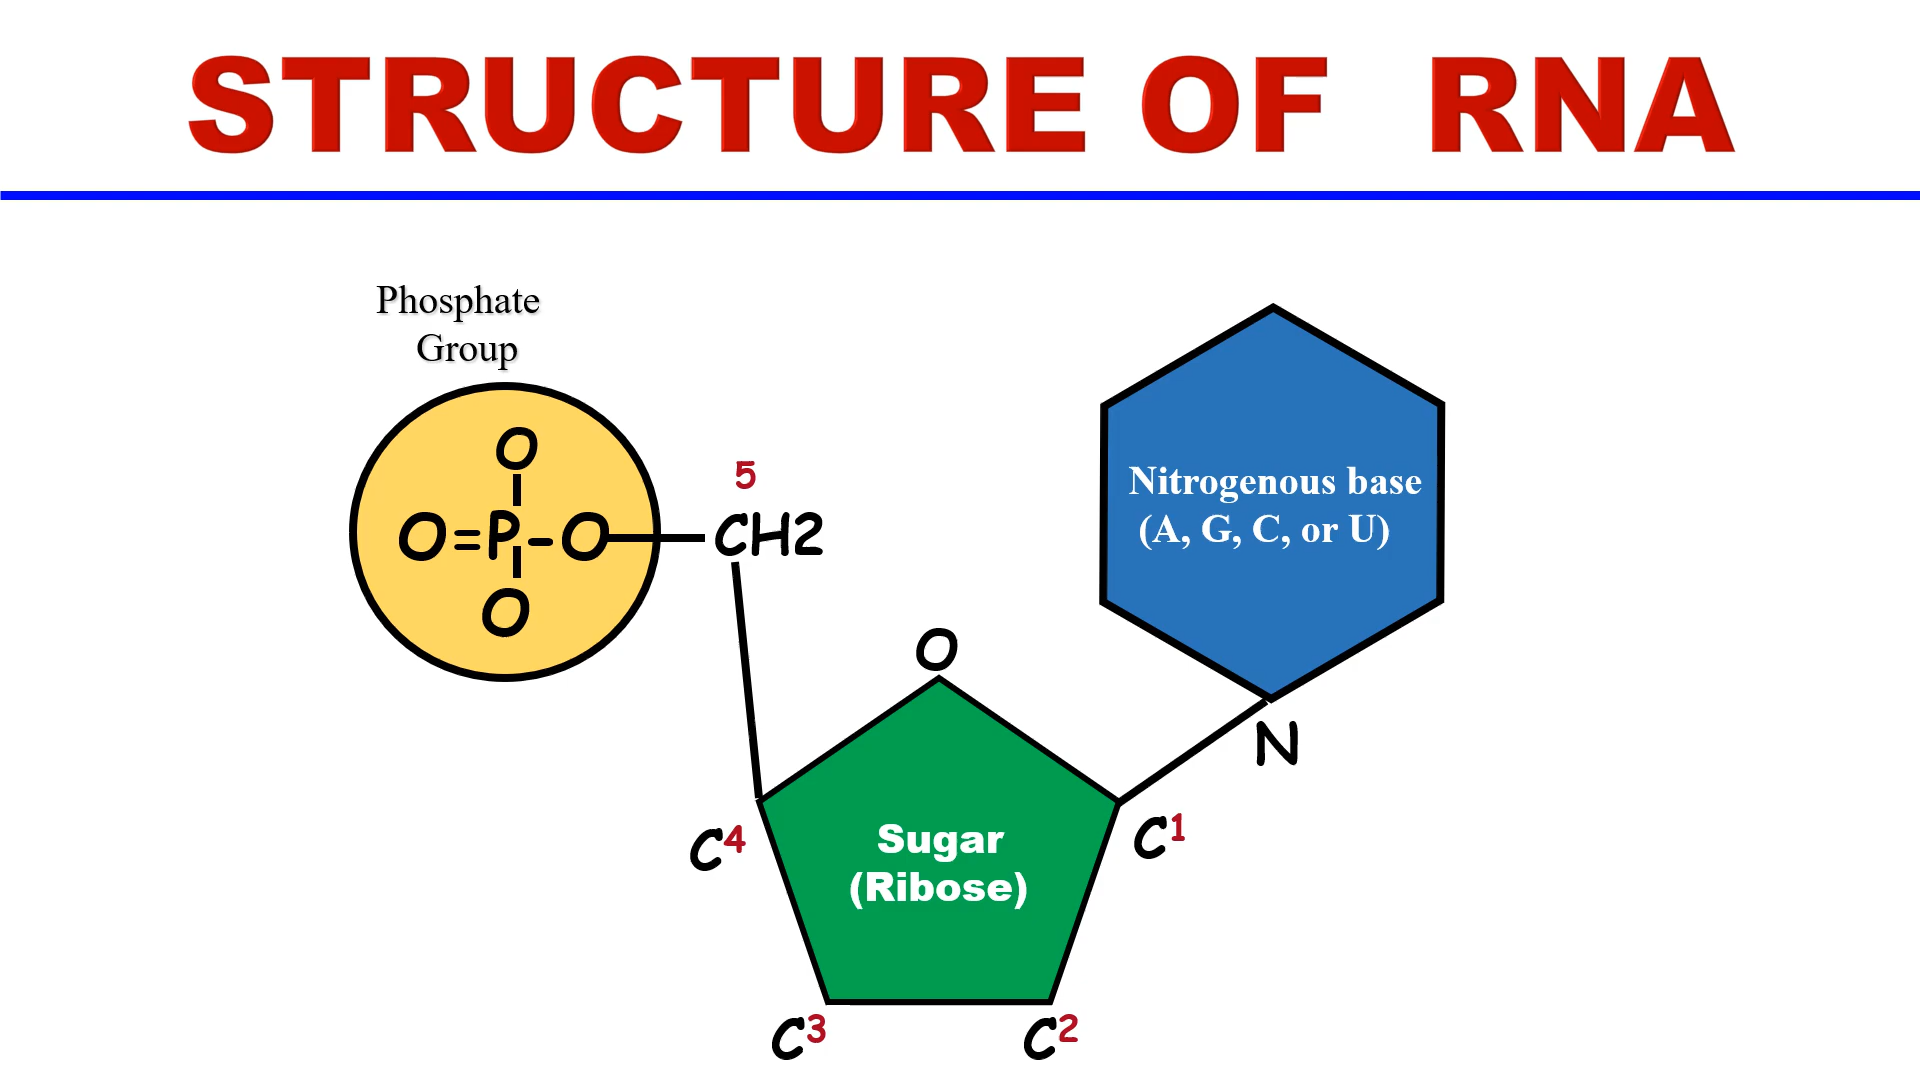 STRUCTURE OF RNA
Phosphate
Group
O
O=P-O
O
5
CH2
Nitrogenous base
(A, G, C, or U)
O
N
C4
C1
Sugar
(Ribose)
C3
C2